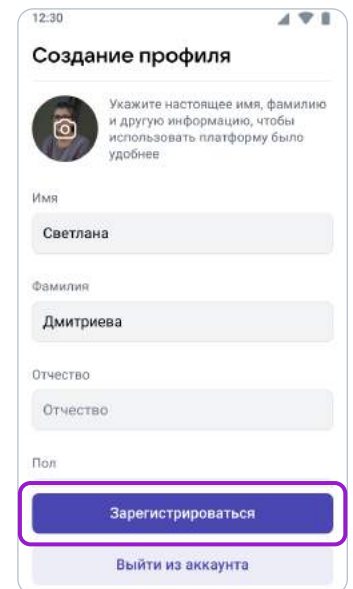 12:30
Создание профиля
Укажите настоящее имя, фамилию
и другую информацию, чтобы
использовать платформу было
удобнее
Имя
Светлана
Фамилия
Дмитриева
Отчество
Отчество
Пол
Зарегистрироваться
Выйти из аккаунта